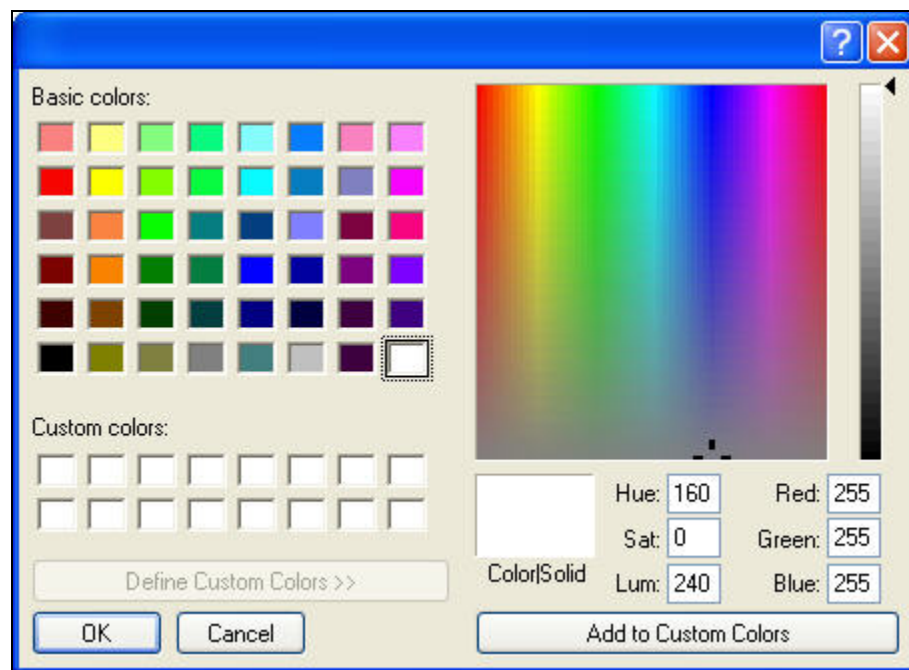 ?
Basic colors:
Custom colors:
Define Custom Colors >>
OK Cancel
Color|Solid
Hue: 160 Red: 255
Sat: 0 Green: 255
Lum: 240 Blue: 255
Add to Custom Colors